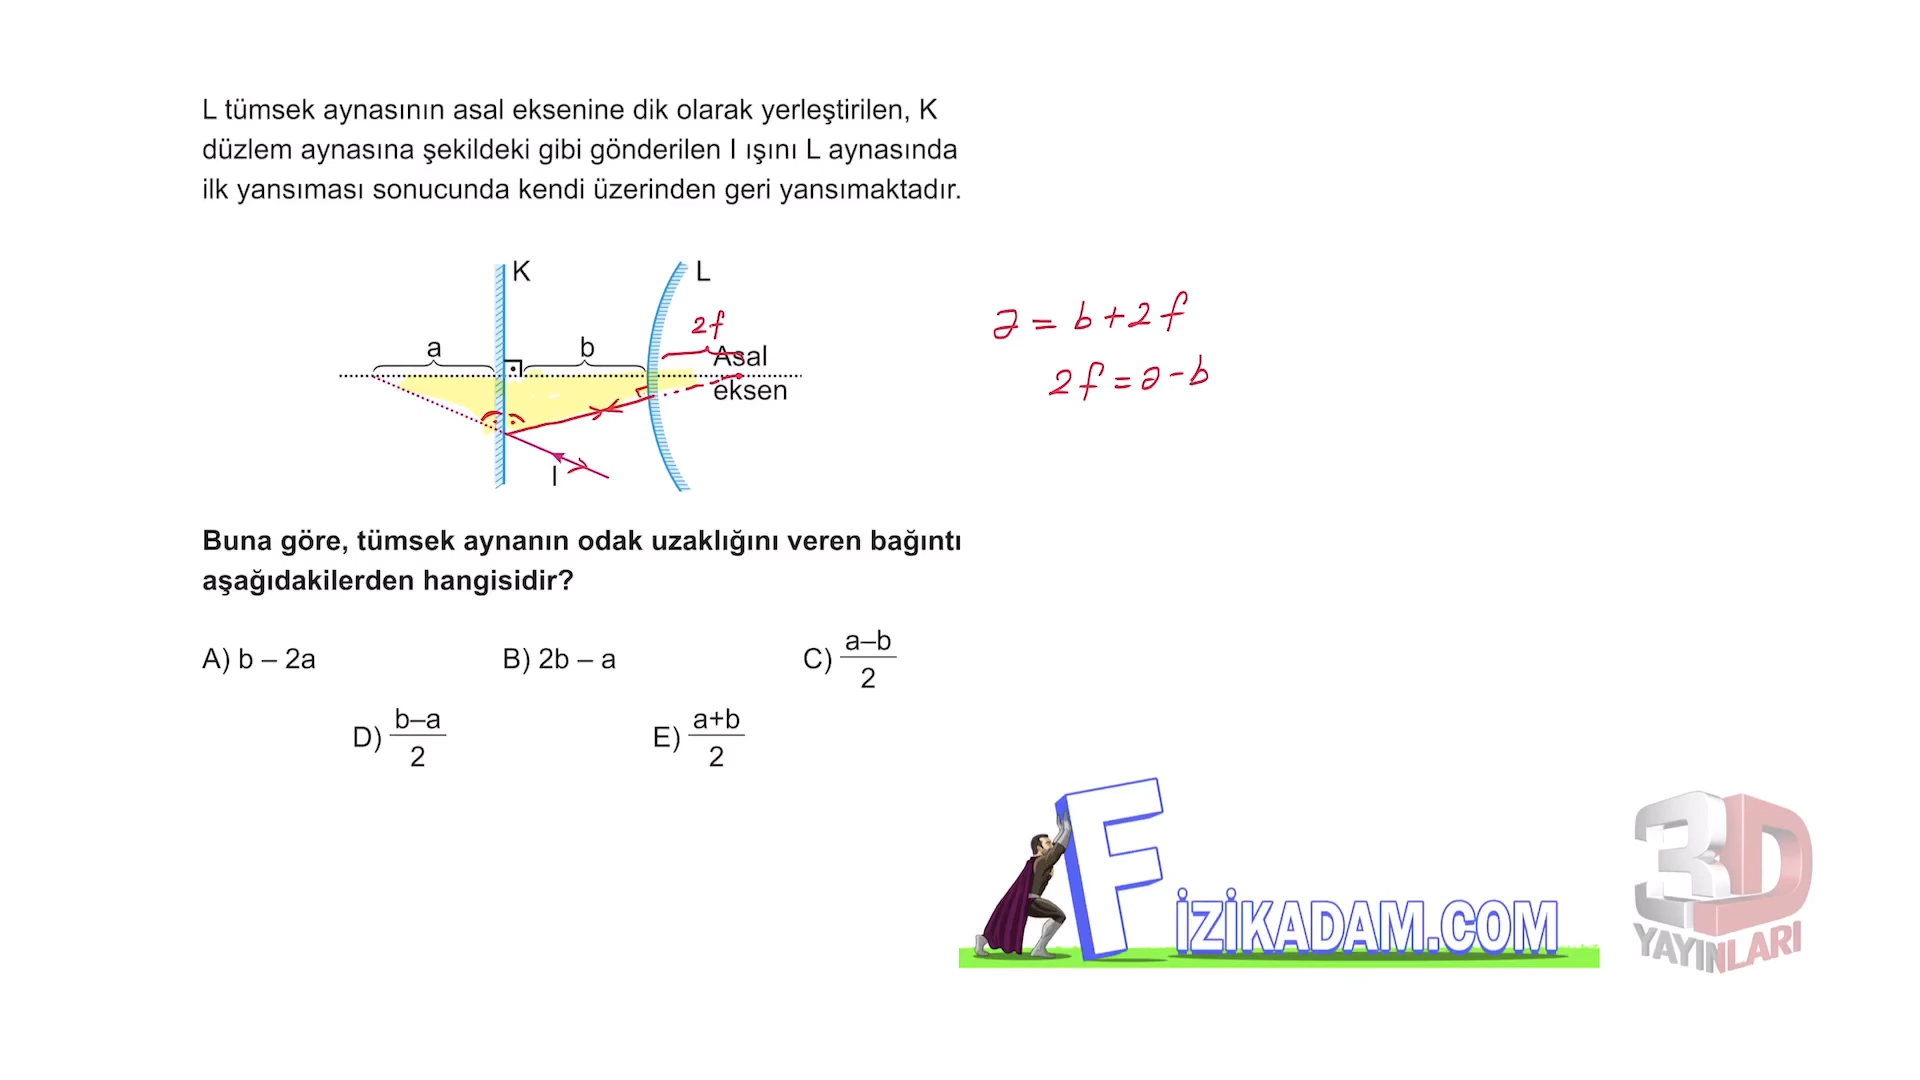 L tümsek aynasının asal eksenine dik olarak yerleştirilen, K
düzlem aynasına şekildeki gibi gönderilen I ışını L aynasında
ilk yansıması sonucunda kendi üzerinden geri yansımaktadır.
K
L
2f
a
b
Asal
eksen
I
a = b + 2f
2f = a - b
Buna göre, tümsek aynanın odak uzaklığını veren bağıntı
aşağıdakilerden hangisidir?
A) b – 2a
B) 2b – a
C) a–b
2
D) b–a
2
E) a+b
2
FİZİKADAM.COM
3D
YAYINLARI